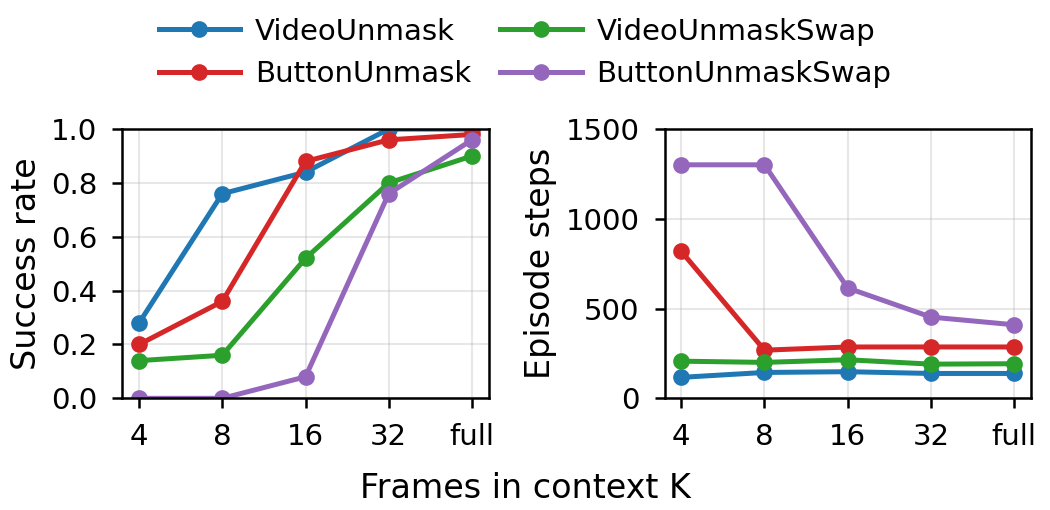 VideoUnmask
VideoUnmaskSwap
ButtonUnmask
ButtonUnmaskSwap
Success rate
1.0
0.8
0.6
0.4
0.2
0.0
4 8 16 32 full
Episode steps
1500
1000
500
0
4 8 16 32 full
Frames in context K